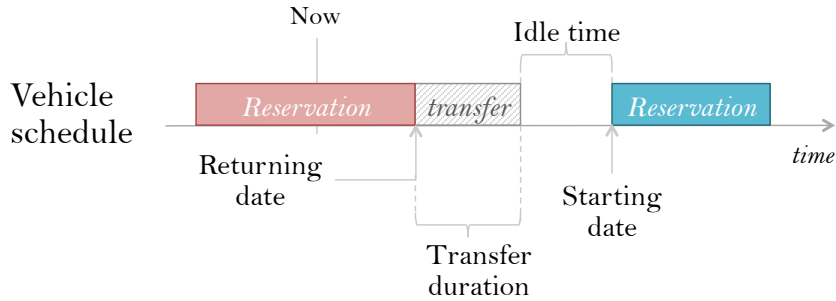 Now
Idle time
Vehicle
schedule
Reservation
transfer
Reservation
time
Returning
date
Starting
date
Transfer
duration